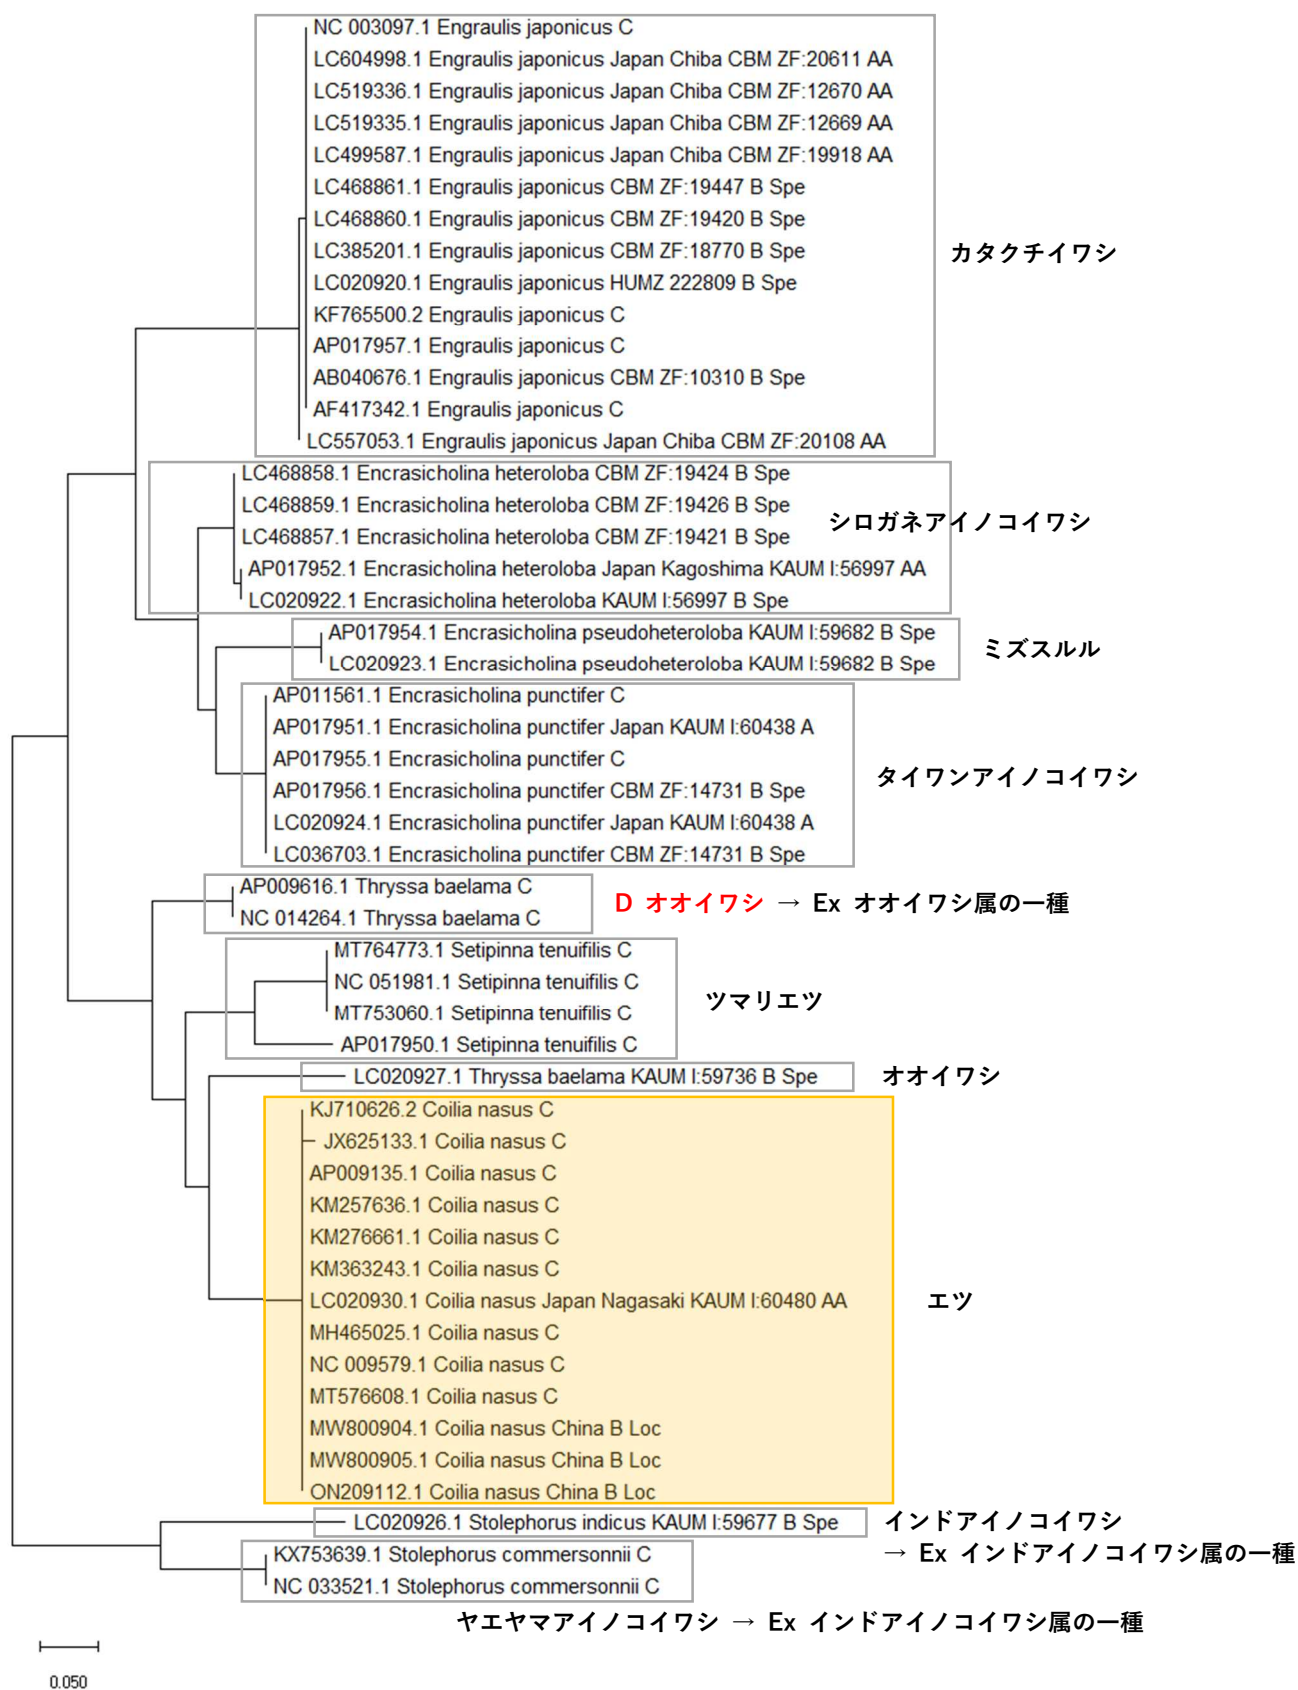 NC 003097.1 Engraulis japonicus C
LC604998.1 Engraulis japonicus Japan Chiba CBM ZF:20611 AA
LC519336.1 Engraulis japonicus Japan Chiba CBM ZF:12670 AA
LC519335.1 Engraulis japonicus Japan Chiba CBM ZF:12669 AA
LC499587.1 Engraulis japonicus Japan Chiba CBM ZF:19918 AA
LC468861.1 Engraulis japonicus CBM ZF:19447 B Spe
LC468860.1 Engraulis japonicus CBM ZF:19420 B Spe
LC385201.1 Engraulis japonicus CBM ZF:18770 B Spe
カタクチイワシ
LC020920.1 Engraulis japonicus HUMZ 222809 B Spe
KF765500.2 Engraulis japonicus C
AP017957.1 Engraulis japonicus C
AB040676.1 Engraulis japonicus CBM ZF:10310 B Spe
AF417342.1 Engraulis japonicus C
LC557053.1 Engraulis japonicus Japan Chiba CBM ZF:20108 AA
LC468858.1 Encrasicholina heteroloba CBM ZF:19424 B Spe
LC468859.1 Encrasicholina heteroloba CBM ZF:19426 B Spe
シロガネアイノコイワシ
LC468857.1 Encrasicholina heteroloba CBM ZF:19421 B Spe
AP017952.1 Encrasicholina heteroloba Japan Kagoshima KAUM I:56997 AA
LC020922.1 Encrasicholina heteroloba KAUM I:56997 B Spe
AP017954.1 Encrasicholina pseudoheteroloba KAUM I:59682 B Spe
ミズスルル
LC020923.1 Encrasicholina pseudoheteroloba KAUM I:59682 B Spe
AP011561.1 Encrasicholina punctifer C
AP017951.1 Encrasicholina punctifer Japan KAUM I:60438 A
AP017955.1 Encrasicholina punctifer C
タイワンアイノコイワシ
AP017956.1 Encrasicholina punctifer CBM ZF:14731 B Spe
LC020924.1 Encrasicholina punctifer Japan KAUM I:60438 A
LC036703.1 Encrasicholina punctifer CBM ZF:14731 B Spe
AP009616.1 Thryssa baelama C
D オオイワシ → Ex オオイワシ属の一種
NC 014264.1 Thryssa baelama C
MT764773.1 Setipinna tenuifilis C
NC 051981.1 Setipinna tenuifilis C
ツマリエツ
MT753060.1 Setipinna tenuifilis C
AP017950.1 Setipinna tenuifilis C
LC020927.1 Thryssa baelama KAUM I:59736 B Spe
オオイワシ
KJ710626.2 Coilia nasus C
JX625133.1 Coilia nasus C
AP009135.1 Coilia nasus C
KM257636.1 Coilia nasus C
KM276661.1 Coilia nasus C
KM363243.1 Coilia nasus C
LC020930.1 Coilia nasus Japan Nagasaki KAUM I:60480 AA
エツ
MH465025.1 Coilia nasus C
NC 009579.1 Coilia nasus C
MT576608.1 Coilia nasus C
MW800904.1 Coilia nasus China B Loc
MW800905.1 Coilia nasus China B Loc
ON209112.1 Coilia nasus China B Loc
LC020926.1 Stolephorus indicus KAUM I:59677 B Spe
インドアイノコイワシ
→ Ex インドアイノコイワシ属の一種
KX753639.1 Stolephorus commersonnii C
NC 033521.1 Stolephorus commersonnii C
ヤエヤマアイノコイワシ → Ex インドアイノコイワシ属の一種
0.050